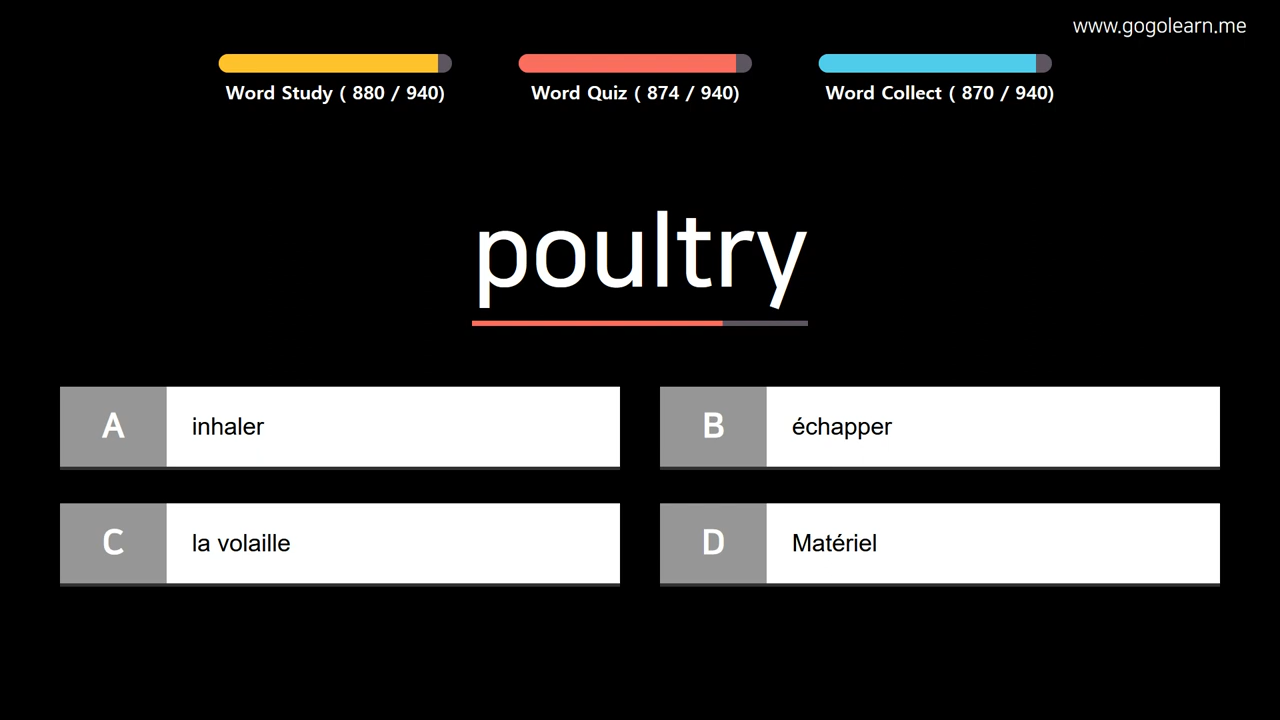 www.gogolearn.me
Word Study ( 880 / 940)
Word Quiz ( 874 / 940)
Word Collect ( 870 / 940)
poultry
A inhaler
B échapper
C la volaille
D Matériel